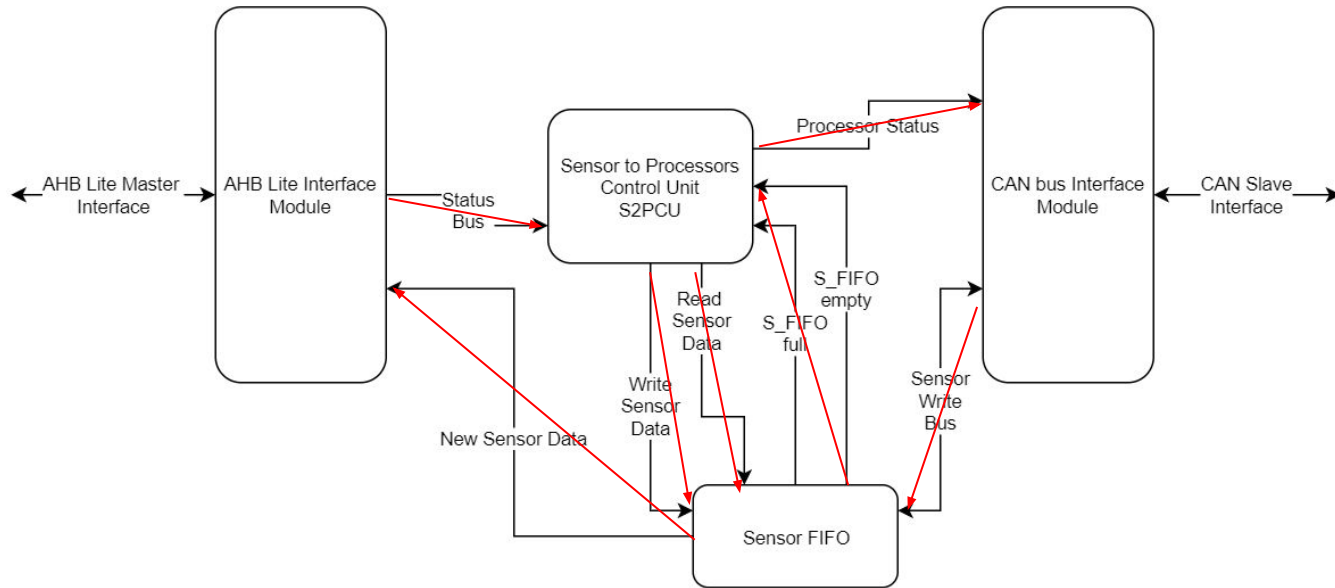 AHB Lite Master
Interface
AHB Lite Interface
Module
Status
Bus
Sensor to Processors
Control Unit
S2PCU
Processor Status
CAN bus Interface
Module
CAN Slave
Interface
Read
Sensor
Data
S_FIFO
full
S_FIFO
empty
Write
Sensor
Data
Sensor
Write
Bus
New Sensor Data
Sensor FIFO